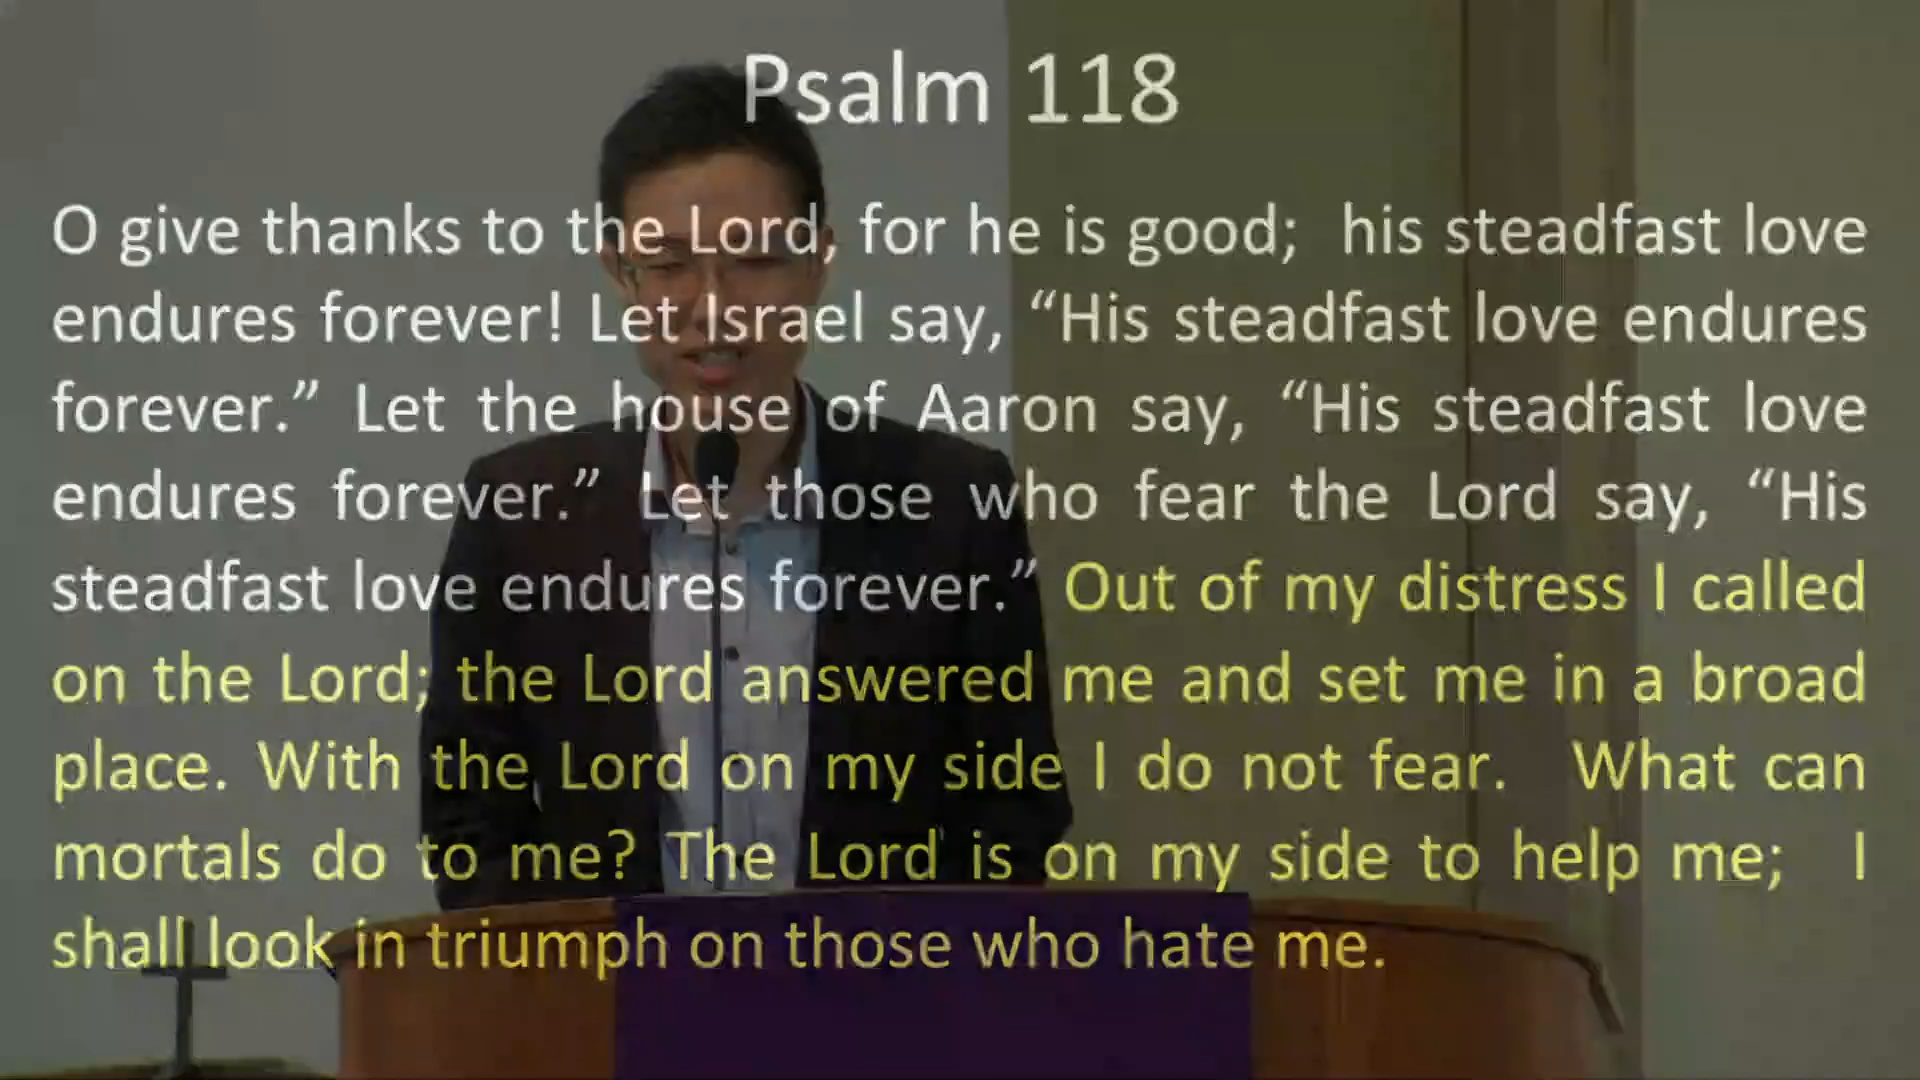 Psalm 118
O give thanks to the Lord, for he is good; his steadfast love
endures forever! Let Israel say, “His steadfast love endures
forever.” Let the house of Aaron say, “His steadfast love
endures forever.” Let those who fear the Lord say, “His
steadfast love endures forever.” Out of my distress I called
on the Lord; the Lord answered me and set me in a broad
place. With the Lord on my side I do not fear. What can
mortals do to me? The Lord is on my side to help me; I
shall look in triumph on those who hate me.